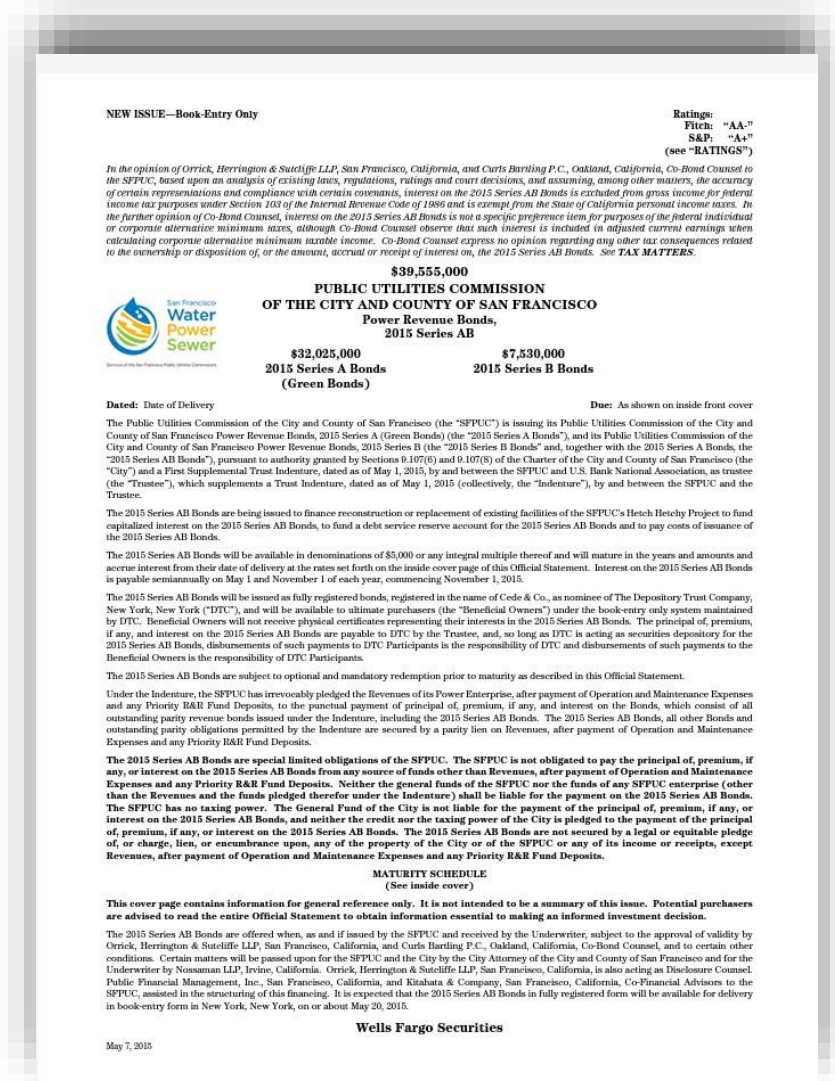 NEW ISSUE—Book-Entry Only
Ratings:
Fitch: “AA-”
S&P: “A+”
(see “RATINGS”)
In the opinion of Orrick, Herrington & Sutcliffe LLP, San Francisco, California, and Curls Bartling P.C., Oakland, California, Co-Bond Counsel to
the SFPUC, based upon an analysis of existing laws, regulations, rulings and court decisions, and assuming, among other matters, the accuracy
of certain representations and compliance with certain covenants, interest on the 2015 Series AB Bonds is excluded from gross income for federal
income tax purposes under Section 103 of the Internal Revenue Code of 1986 and is exempt from the State of California personal income taxes. In
the further opinion of Co-Bond Counsel, interest on the 2015 Series AB Bonds is not a specific preference item for purposes of the federal individual
or corporate alternative minimum taxes, although Co-Bond Counsel observe that such interest is included in adjusted current earnings when
calculating corporate alternative minimum taxable income. Co-Bond Counsel express no opinion regarding any other tax consequences related
to the ownership or disposition of, or the amount, accrual or receipt of interest on, the 2015 Series AB Bonds. See TAX MATTERS.
$39,555,000
PUBLIC UTILITIES COMMISSION
OF THE CITY AND COUNTY OF SAN FRANCISCO
Power Revenue Bonds,
2015 Series AB
San Francisco
Water
Power
Sewer
Services of the San Francisco Public Utilities Commission
$32,025,000
2015 Series A Bonds
(Green Bonds)
$7,530,000
2015 Series B Bonds
Dated: Date of Delivery
Due: As shown on inside front cover
The Public Utilities Commission of the City and County of San Francisco (the “SFPUC”) is issuing its Public Utilities Commission of the City and
County of San Francisco Power Revenue Bonds, 2015 Series A (Green Bonds) (the “2015 Series A Bonds”), and its Public Utilities Commission of the
City and County of San Francisco Power Revenue Bonds, 2015 Series B (the “2015 Series B Bonds” and, together with the 2015 Series A Bonds, the
“2015 Series AB Bonds”), pursuant to authority granted by Sections 9.107(6) and 9.107(8) of the Charter of the City and County of San Francisco (the
“City”) and a First Supplemental Trust Indenture, dated as of May 1, 2015, by and between the SFPUC and U.S. Bank National Association, as trustee
(the “Trustee”), which supplements a Trust Indenture, dated as of May 1, 2015 (collectively, the “Indenture”), by and between the SFPUC and the
Trustee.
The 2015 Series AB Bonds are being issued to finance reconstruction or replacement of existing facilities of the SFPUC’s Hetch Hetchy Project to fund
capitalized interest on the 2015 Series AB Bonds, to fund a debt service reserve account for the 2015 Series AB Bonds and to pay costs of issuance of
the 2015 Series AB Bonds.
The 2015 Series AB Bonds will be available in denominations of $5,000 or any integral multiple thereof and will mature in the years and amounts and
accrue interest from their date of delivery at the rates set forth on the inside cover page of this Official Statement. Interest on the 2015 Series AB Bonds
is payable semiannually on May 1 and November 1 of each year, commencing November 1, 2015.
The 2015 Series AB Bonds will be issued as fully registered bonds, registered in the name of Cede & Co., as nominee of The Depository Trust Company,
New York, New York (“DTC”), and will be available to ultimate purchasers (the “Beneficial Owners”) under the book-entry only system maintained
by DTC. Beneficial Owners will not receive physical certificates representing their interests in the 2015 Series AB Bonds. The principal of, premium,
if any, and interest on the 2015 Series AB Bonds are payable to DTC by the Trustee, and, so long as DTC is acting as securities depository for the
2015 Series AB Bonds, disbursements of such payments to DTC Participants is the responsibility of DTC and disbursements of such payments to the
Beneficial Owners is the responsibility of DTC Participants.
The 2015 Series AB Bonds are subject to optional and mandatory redemption prior to maturity as described in this Official Statement.
Under the Indenture, the SFPUC has irrevocably pledged the Revenues of its Power Enterprise, after payment of Operation and Maintenance Expenses
and any Priority R&R Fund Deposits, to the punctual payment of principal of, premium, if any, and interest on the Bonds, which consist of all
outstanding parity revenue bonds issued under the Indenture, including the 2015 Series AB Bonds. The 2015 Series AB Bonds, all other Bonds and
outstanding parity obligations permitted by the Indenture are secured by a parity lien on Revenues, after payment of Operation and Maintenance
Expenses and any Priority R&R Fund Deposits.
The 2015 Series AB Bonds are special limited obligations of the SFPUC. The SFPUC is not obligated to pay the principal of, premium, if
any, or interest on the 2015 Series AB Bonds from any source of funds other than Revenues, after payment of Operation and Maintenance
Expenses and any Priority R&R Fund Deposits. Neither the general funds of the SFPUC nor the funds of any SFPUC enterprise (other
than the Revenues and the funds pledged therefor under the Indenture) shall be liable for the payment on the 2015 Series AB Bonds.
The SFPUC has no taxing power. The General Fund of the City is not liable for the payment of the principal of, premium, if any, or
interest on the 2015 Series AB Bonds, and neither the credit nor the taxing power of the City is pledged to the payment of the principal
of, premium, if any, or interest on the 2015 Series AB Bonds. The 2015 Series AB Bonds are not secured by a legal or equitable pledge
of, or charge, lien, or encumbrance upon, any of the property of the City or of the SFPUC or any of its income or receipts, except
Revenues, after payment of Operation and Maintenance Expenses and any Priority R&R Fund Deposits.
MATURITY SCHEDULE
(See inside cover)
This cover page contains information for general reference only. It is not intended to be a summary of this issue. Potential purchasers
are advised to read the entire Official Statement to obtain information essential to making an informed investment decision.
The 2015 Series AB Bonds are offered when, as and if issued by the SFPUC and received by the Underwriter, subject to the approval of validity by
Orrick, Herrington & Sutcliffe LLP, San Francisco, California, and Curls Bartling P.C., Oakland, California, Co-Bond Counsel, and to certain other
conditions. Certain matters will be passed upon for the SFPUC and the City by the City Attorney of the City and County of San Francisco and for the
Underwriter by Nossaman LLP, Irvine, California. Orrick, Herrington & Sutcliffe LLP, San Francisco, California, is also acting as Disclosure Counsel.
Public Financial Management, Inc., San Francisco, California, and Kitahata & Company, San Francisco, California, Co-Financial Advisors to the
SFPUC, assisted in the structuring of this financing. It is expected that the 2015 Series AB Bonds in fully registered form will be available for delivery
in book-entry form in New York, New York, on or about May 20, 2015.
Wells Fargo Securities
May 7, 2015